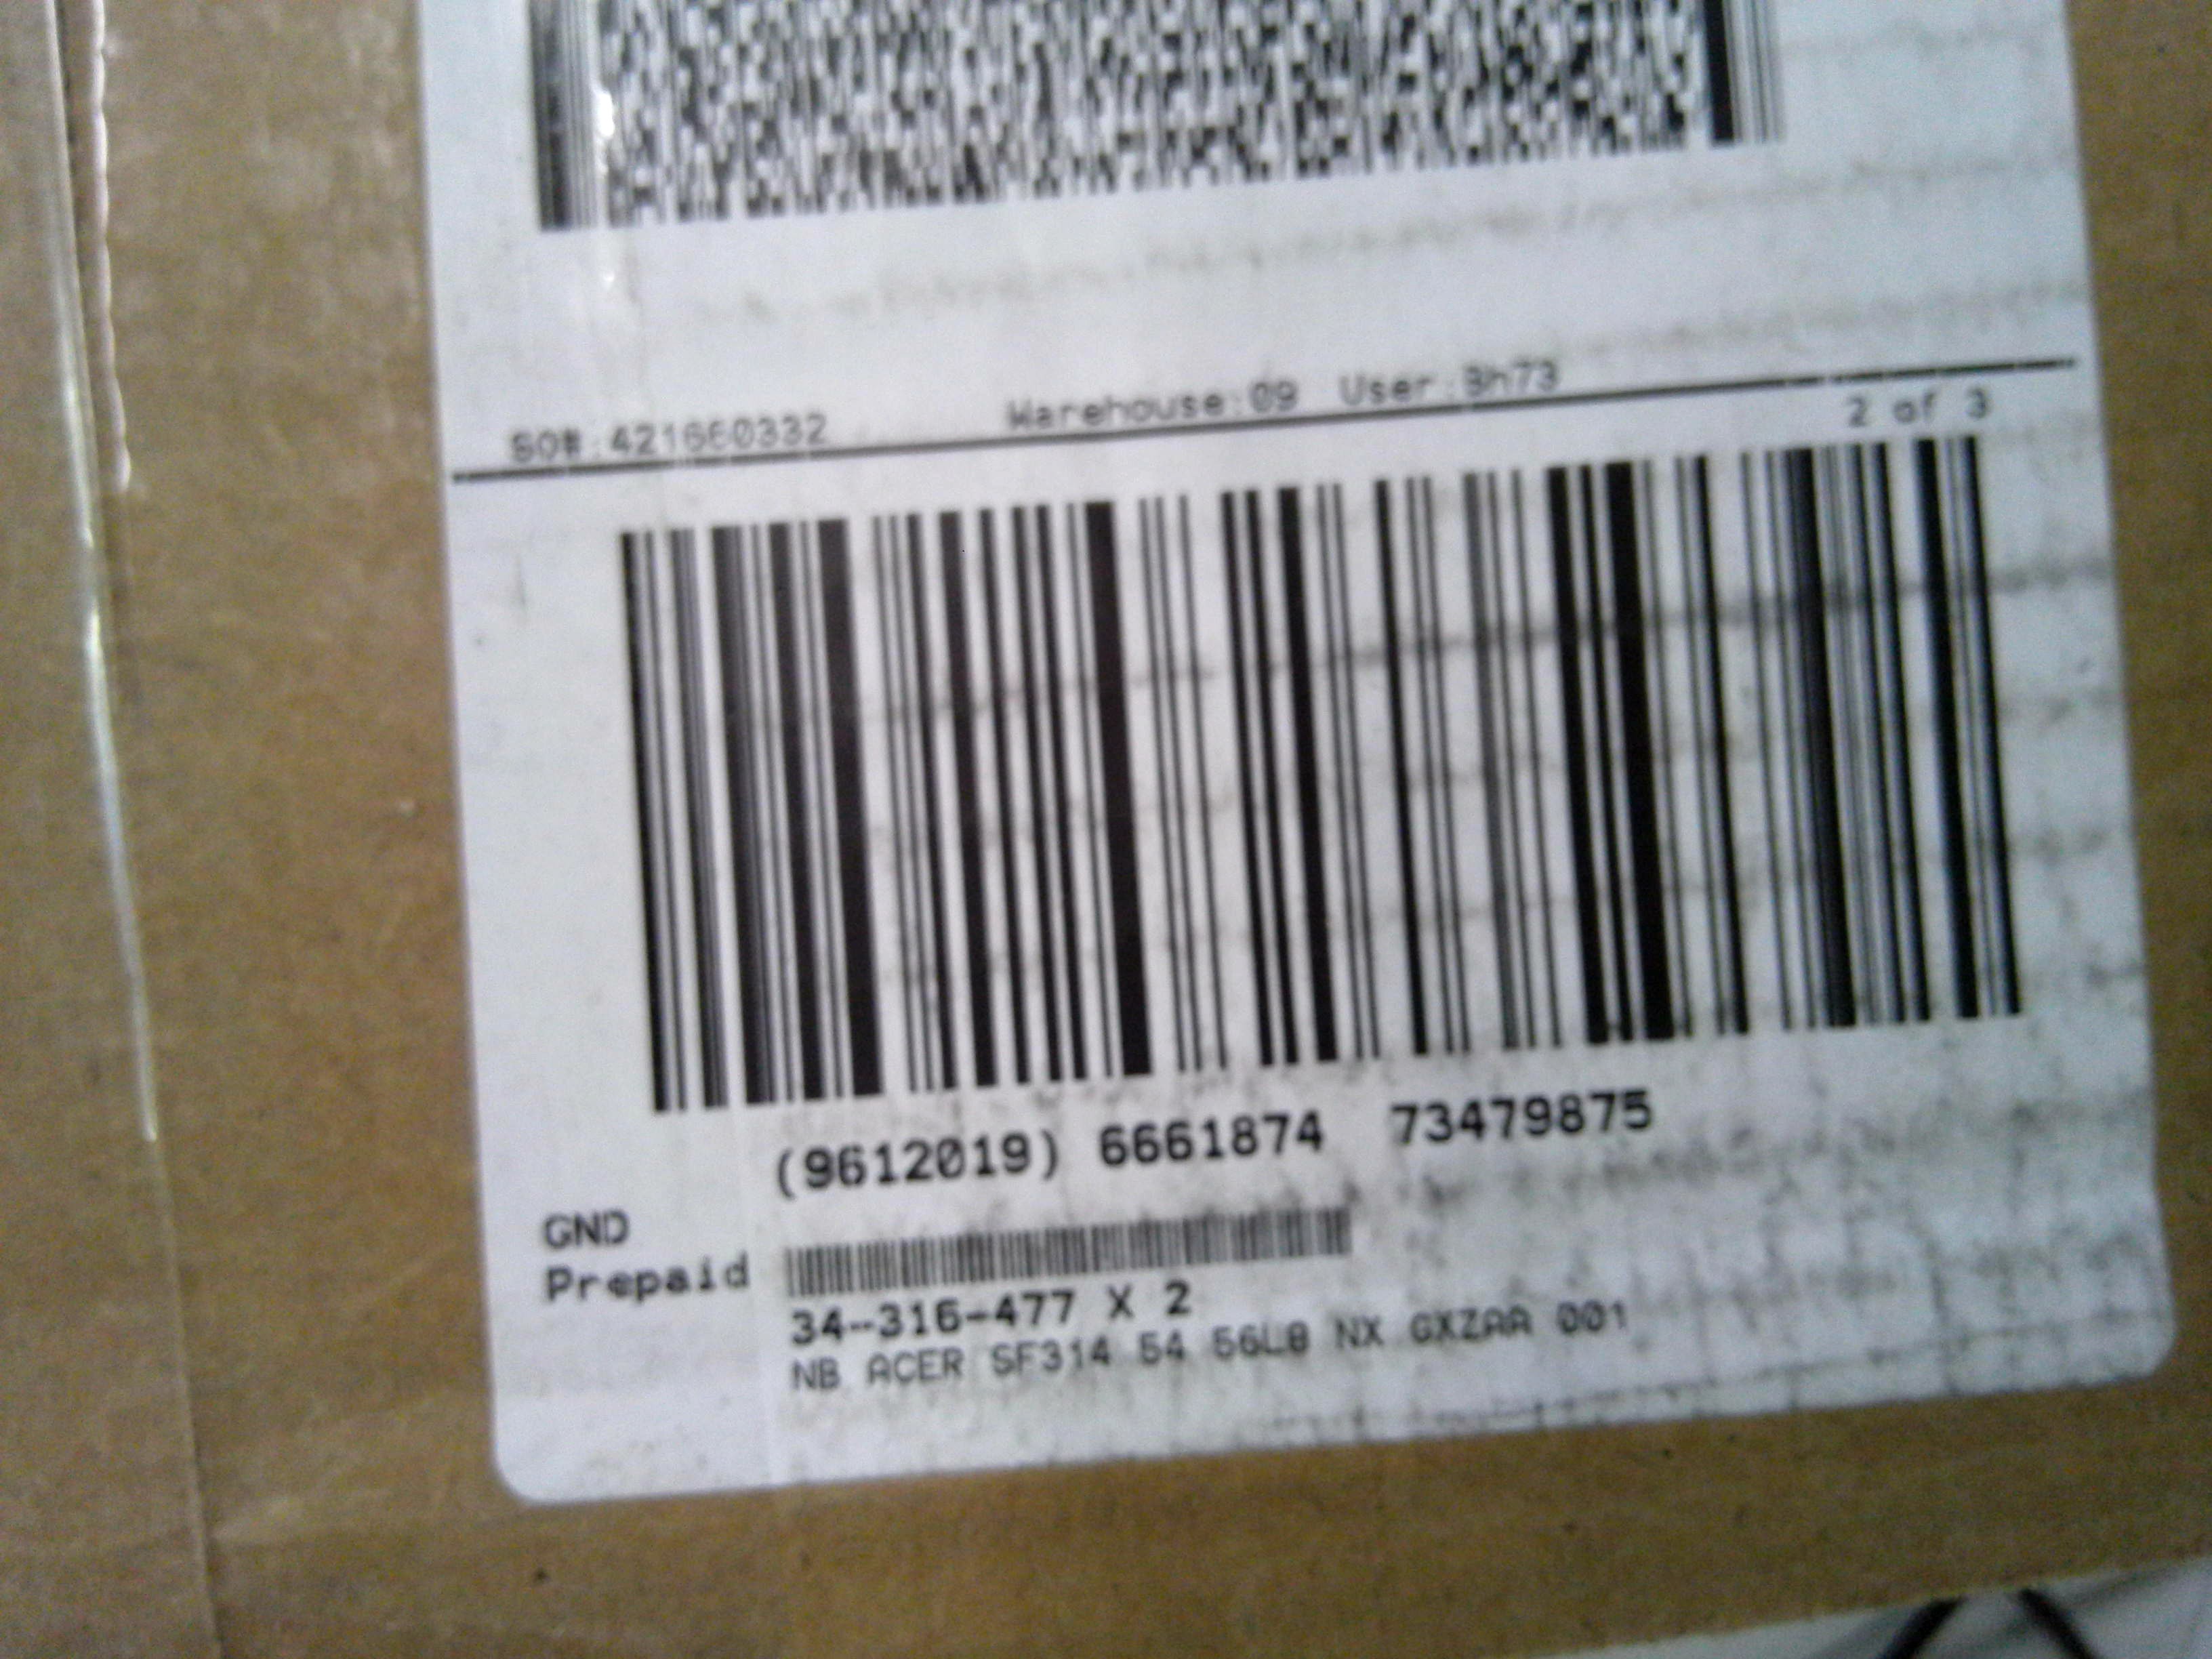 SO#:421660332 Warehouse:09 User:Bh73
2 of 3
(9612019) 6661874 73479875
GND
Prepaid
34-316-477 X 2
NB ACER SF314 54 56L8 NX GXZAA 001